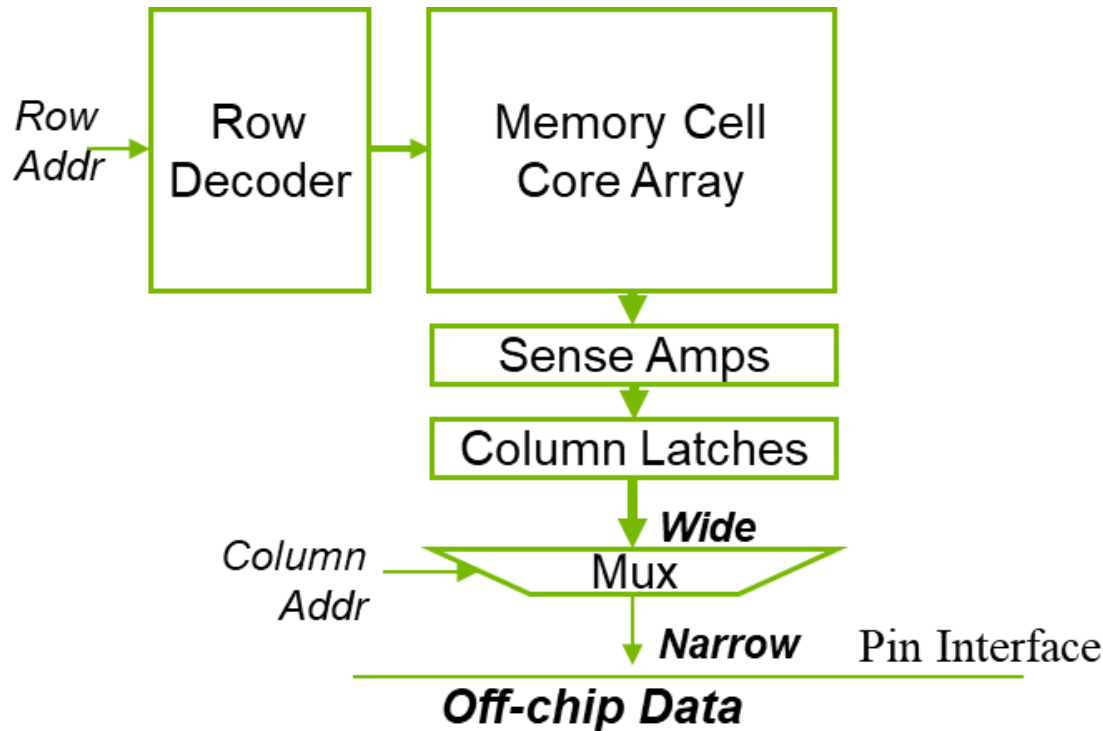 Row
Addr
Row
Decoder
Memory Cell
Core Array
Sense Amps
Column Latches
Wide
Column
Addr
Mux
Narrow
Pin Interface
Off-chip Data